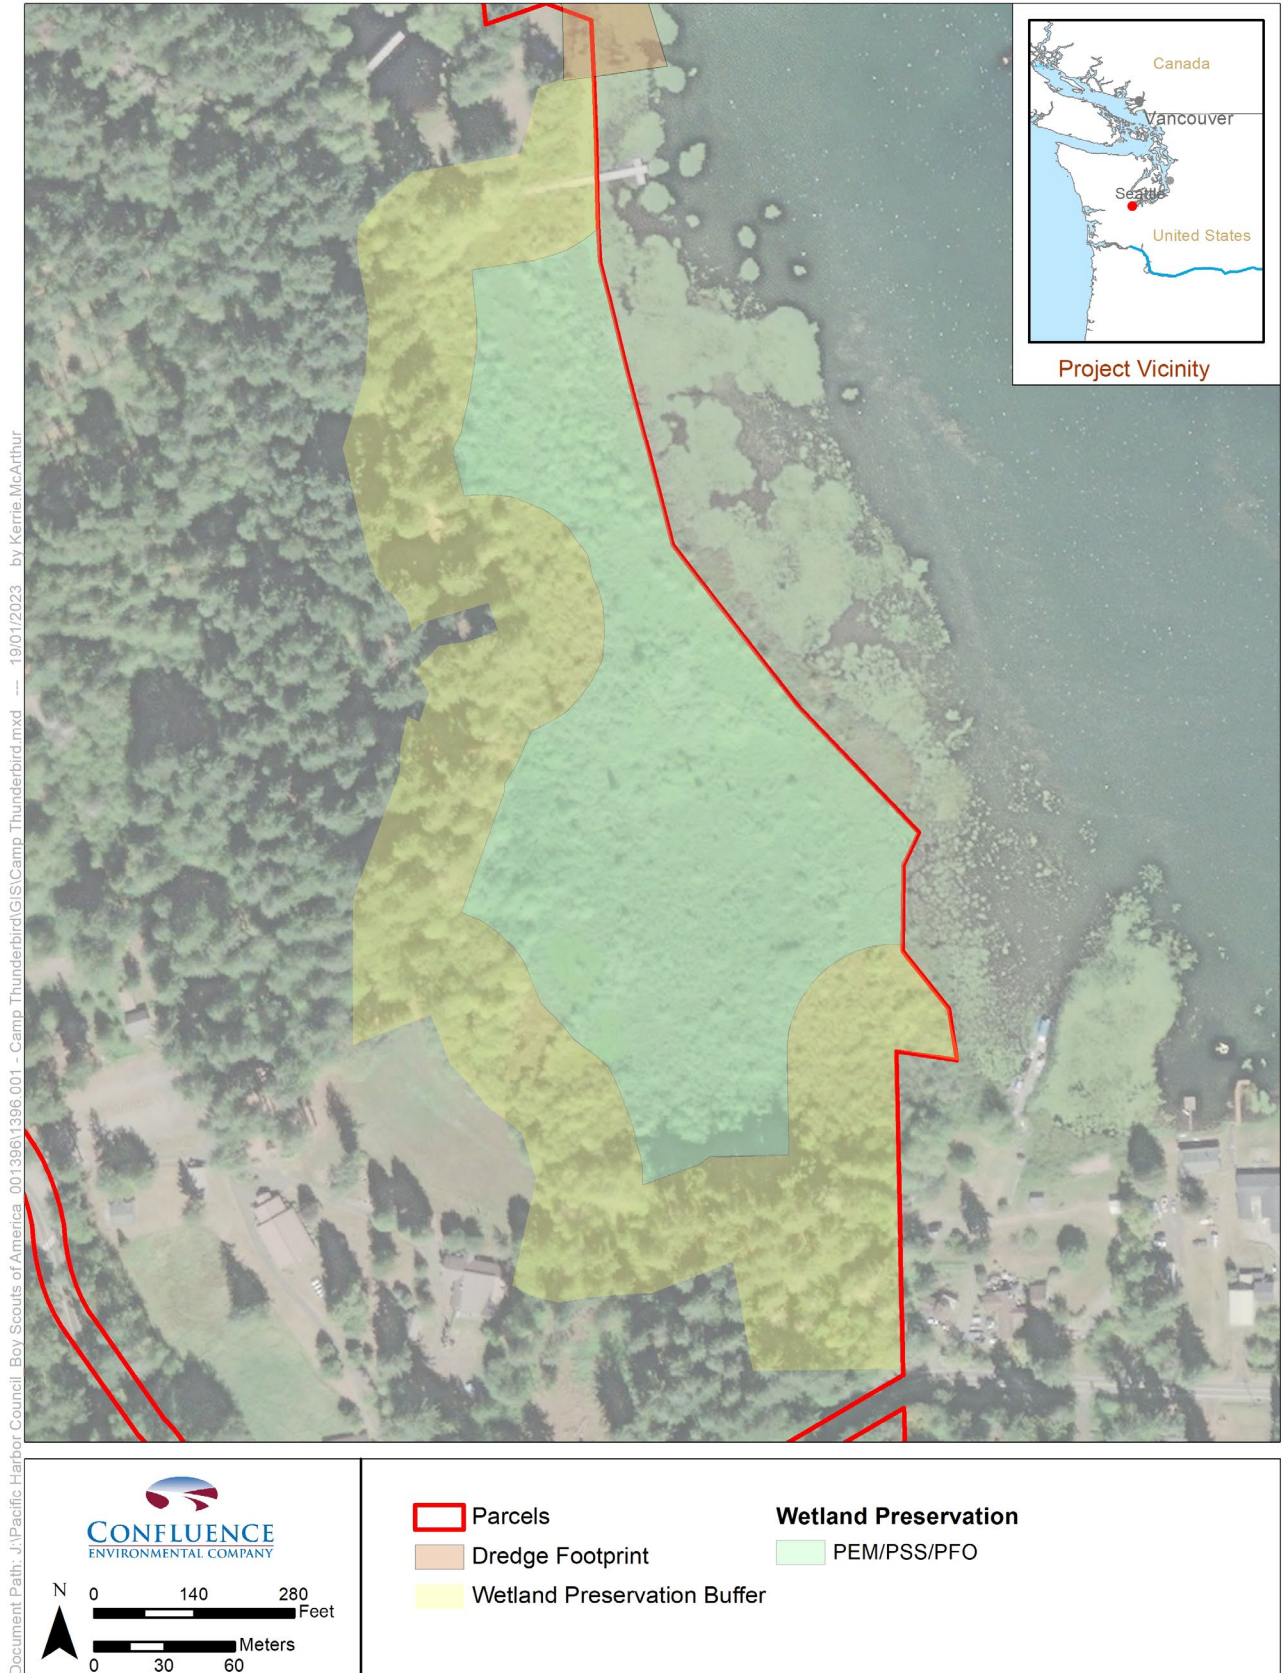 Canada
Vancouver
Seattle
United States
Project Vicinity
Document Path: J:\Pacific Harbor Council Boy Scouts of America_001396\1396.001 - Camp Thunderbird\GIS\Camp Thunderbird.mxd --- 19/01/2023 by Kerrie.McArthur
CONFLUENCE
ENVIRONMENTAL COMPANY
N
0 140 280
Feet
Meters
0 30 60
Parcels
Dredge Footprint
Wetland Preservation Buffer
Wetland Preservation
PEM/PSS/PFO